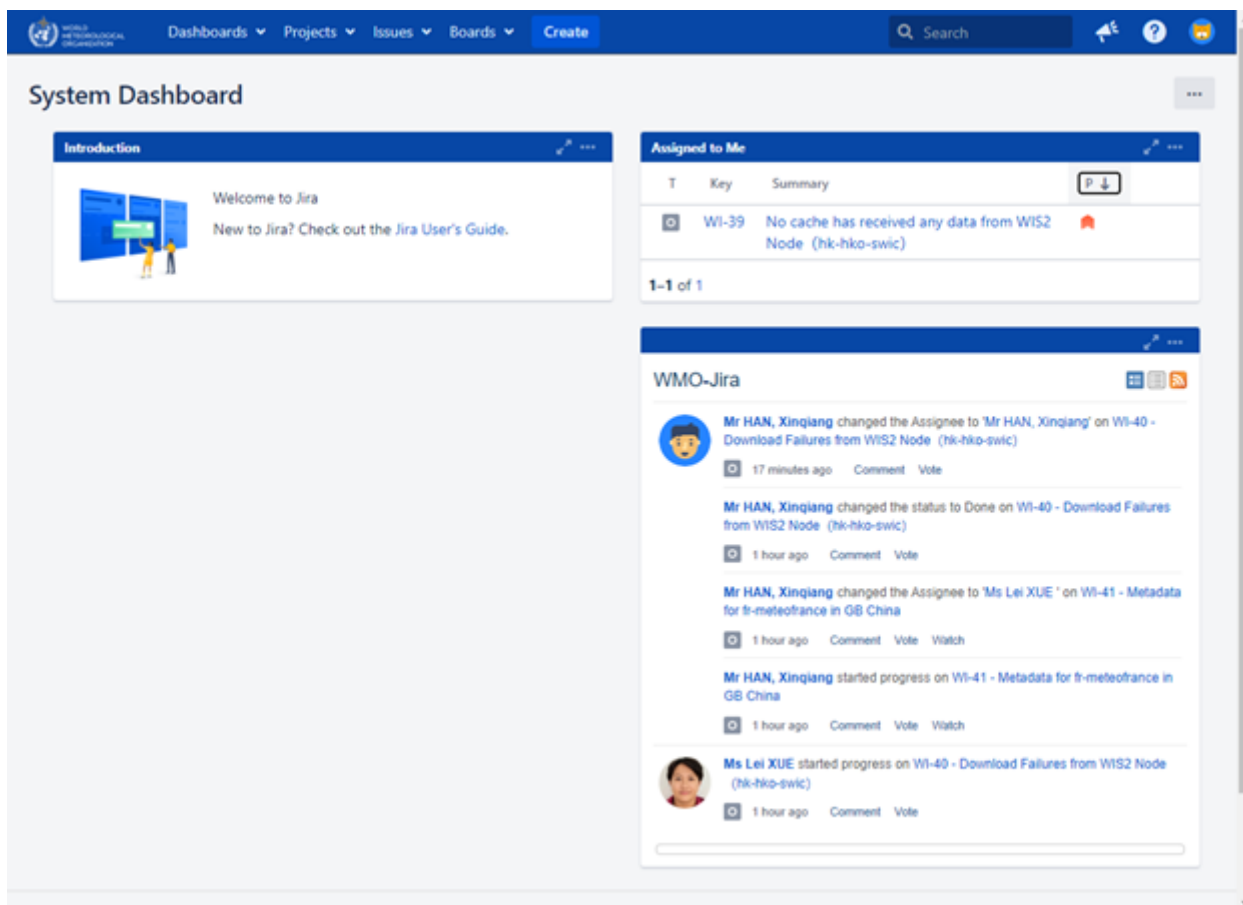 WORLD
METEOROLOGICAL
ORGANIZATION
Dashboards Projects Issues Boards Create Search
System Dashboard
Introduction
Welcome to Jira
New to Jira? Check out the Jira User's Guide.
Assigned to Me
T Key Summary P
WI-39 No cache has received any data from WIS2
Node (hk-hko-swic)
1–1 of 1
WMO-Jira
Mr HAN, Xinqiang changed the Assignee to 'Mr HAN, Xinqiang' on WI-40 -
Download Failures from WIS2 Node (hk-hko-swic)
17 minutes ago Comment Vote
Mr HAN, Xinqiang changed the status to Done on WI-40 - Download Failures
from WIS2 Node (hk-hko-swic)
1 hour ago Comment Vote
Mr HAN, Xinqiang changed the Assignee to 'Ms Lei XUE ' on WI-41 - Metadata
for fr-meteofrance in GB China
1 hour ago Comment Vote Watch
Mr HAN, Xinqiang started progress on WI-41 - Metadata for fr-meteofrance in
GB China
1 hour ago Comment Vote Watch
Ms Lei XUE started progress on WI-40 - Download Failures from WIS2 Node
(hk-hko-swic)
1 hour ago Comment Vote